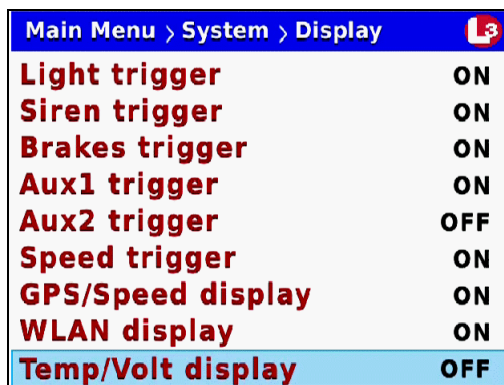 Main Menu > System > Display L3
Light trigger ON
Siren trigger ON
Brakes trigger ON
Aux1 trigger ON
Aux2 trigger OFF
Speed trigger ON
GPS/Speed display ON
WLAN display ON
Temp/Volt display OFF